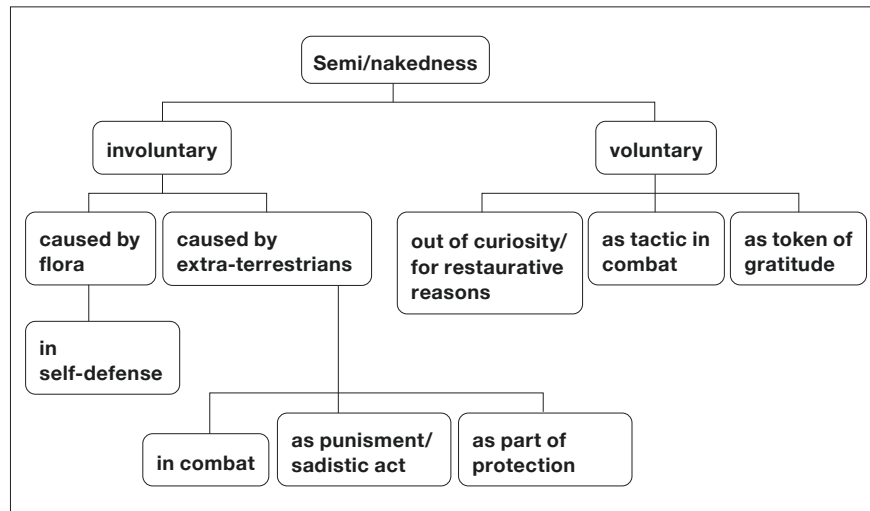 Semi/nakedness
involuntary
voluntary
caused by
flora
caused by
extra-terrestrians
out of curiosity/
for restaurative
reasons
as tactic in
combat
as token of
gratitude
in
self-defense
in combat
as punisment/
sadistic act
as part of
protection